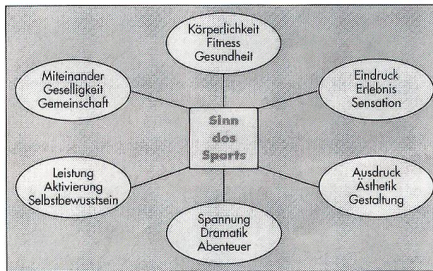 Körperlichkeit
Fitness
Gesundheit
Miteinander
Geselligkeit
Gemeinschaft
Eindruck
Erlebnis
Sensation
Sinn
dos
Sports
Leistung
Aktivierung
Selbstbewusstsein
Ausdruck
Ästhetik
Gestaltung
Spannung
Dramatik
Abenteuer